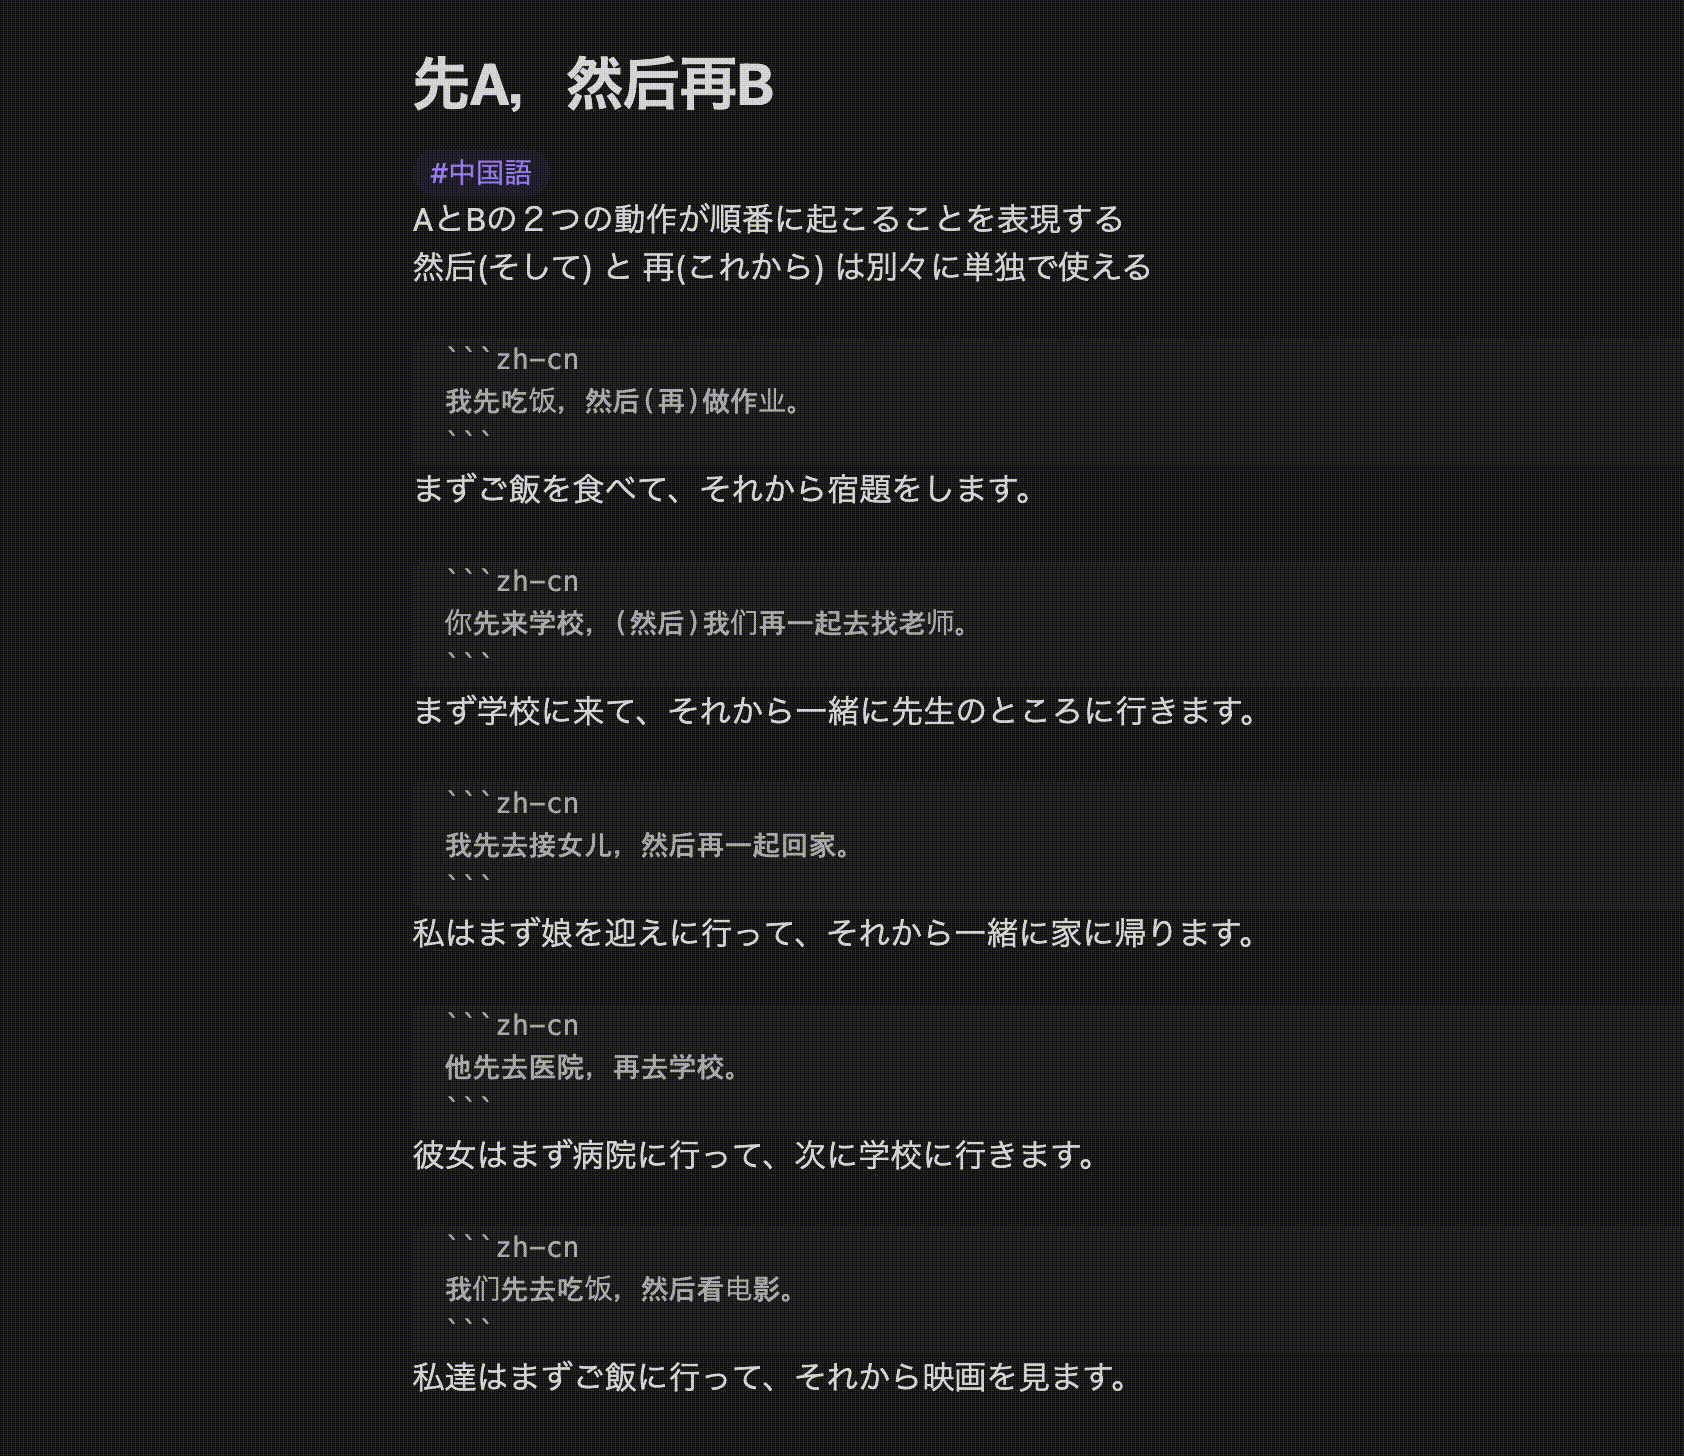 先A，然后再B
#中国語
AとBの２つの動作が順番に起こることを表現する
然后(そして) と 再(これから) は別々に単独で使える
```zh-cn
我先吃饭，然后(再)做作业。
```
まずご飯を食べて、それから宿題をします。
```zh-cn
你先来学校，(然后)我们再一起去找老师。
```
まず学校に来て、それから一緒に先生のところに行きます。
```zh-cn
我先去接女儿，然后再一起回家。
```
私はまず娘を迎えに行って、それから一緒に家に帰ります。
```zh-cn
他先去医院，再去学校。
```
彼女はまず病院に行って、次に学校に行きます。
```zh-cn
我们先去吃饭，然后看电影。
```
私達はまずご飯に行って、それから映画を見ます。